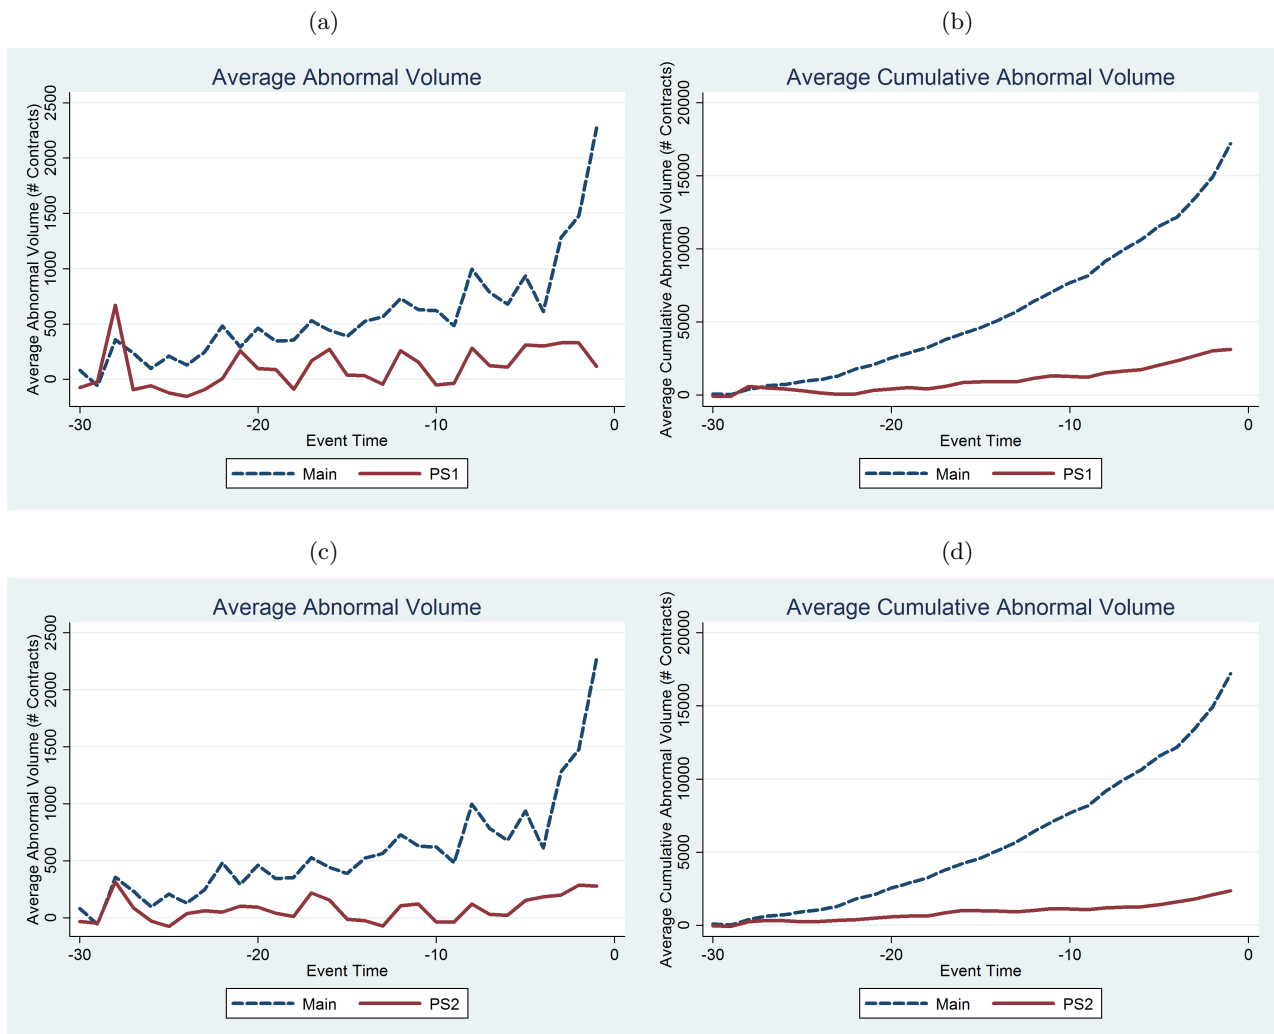 (a)
Average Abnormal Volume
Average Abnormal Volume (# Contracts)
2500
2000
1500
1000
500
0
-30
-20
-10
0
Event Time
Main
PS1
(b)
Average Cumulative Abnormal Volume
Average Cumulative Abnormal Volume (# Contracts)
20000
15000
10000
5000
0
-30
-20
-10
0
Event Time
Main
PS1
(c)
Average Abnormal Volume
Average Abnormal Volume (# Contracts)
2500
2000
1500
1000
500
0
-30
-20
-10
0
Event Time
Main
PS2
(d)
Average Cumulative Abnormal Volume
Average Cumulative Abnormal Volume (# Contracts)
20000
15000
10000
5000
0
-30
-20
-10
0
Event Time
Main
PS2